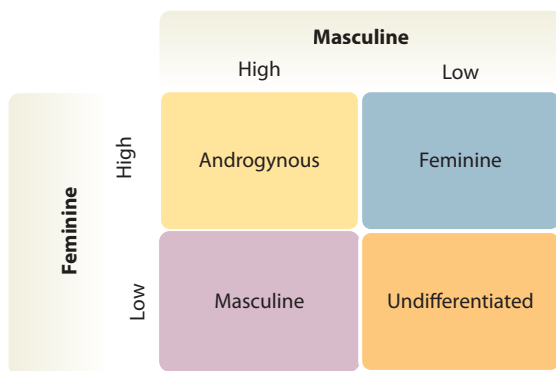 Masculine
High
Low
Feminine
High
Androgynous
Feminine
Low
Masculine
Undifferentiated